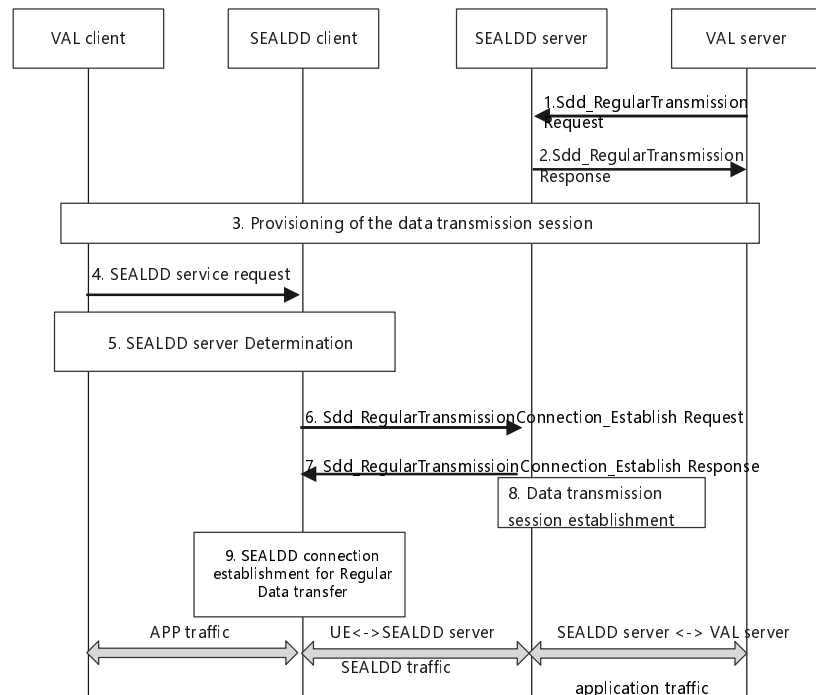 VAL client
SEALDD client
SEALDD server
VAL server
1.Sdd_RegularTransmission
Request
2.Sdd_RegularTransmission
Response
3. Provisioning of the data transmission session
4. SEALDD service request
5. SEALDD server Determination
6. Sdd_RegularTransmissionConnection_Establish Request
7. Sdd_RegularTransmissioinConnection_Establish Response
8. Data transmission
session establishment
9. SEALDD connection
establishment for Regular
Data transfer
APP traffic
UE<->SEALDD server
SEALDD traffic
SEALDD server <-> VAL server
application traffic